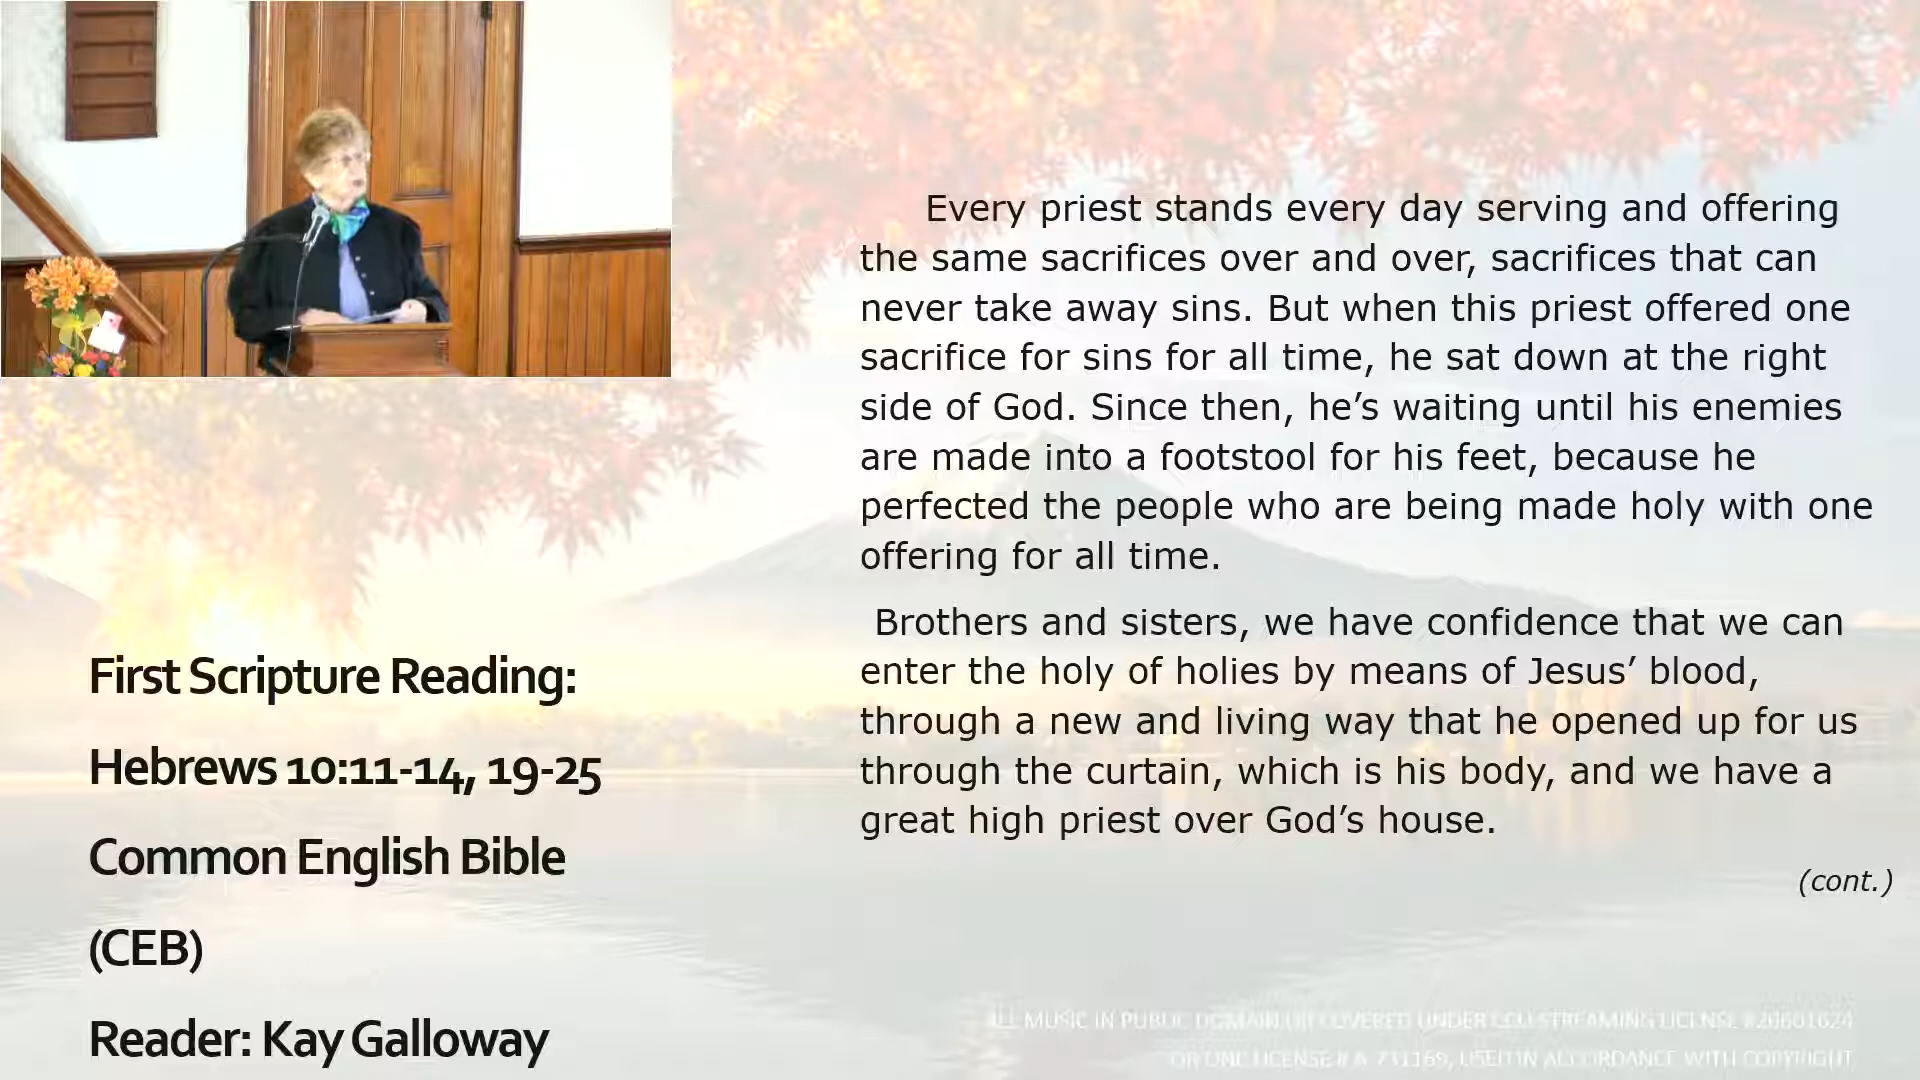 First Scripture Reading:
Hebrews 10:11-14, 19-25
Common English Bible
(CEB)
Reader: Kay Galloway
Every priest stands every day serving and offering
the same sacrifices over and over, sacrifices that can
never take away sins. But when this priest offered one
sacrifice for sins for all time, he sat down at the right
side of God. Since then, he’s waiting until his enemies
are made into a footstool for his feet, because he
perfected the people who are being made holy with one
offering for all time.
Brothers and sisters, we have confidence that we can
enter the holy of holies by means of Jesus’ blood,
through a new and living way that he opened up for us
through the curtain, which is his body, and we have a
great high priest over God’s house.
(cont.)
MUSIC IN PUBLIC DOMAIN OR COVERED UNDER STREAMING LICENSE
LICENSE USED IN ACCORDANCE WITH COPYRIGHT